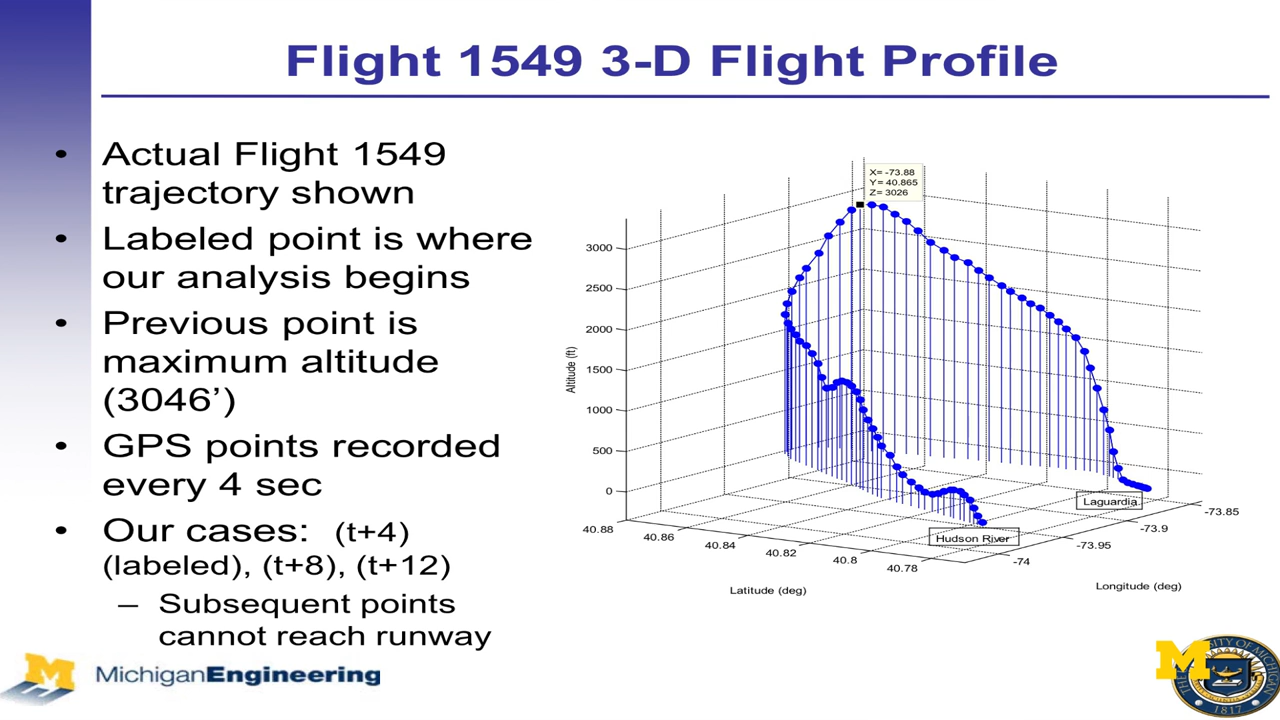 Flight 1549 3-D Flight Profile
• Actual Flight 1549
trajectory shown
• Labeled point is where
our analysis begins
• Previous point is
maximum altitude
(3046’)
• GPS points recorded
every 4 sec
• Our cases: (t+4)
(labeled), (t+8), (t+12)
– Subsequent points
cannot reach runway
X= -73.88
Y= 40.865
Z= 3026
Altitude (ft)
3000
2500
2000
1500
1000
500
0
40.88
40.86
40.84
40.82
40.8
40.78
Latitude (deg)
-74
-73.95
-73.9
-73.85
Longitude (deg)
Laguardia
Hudson River
M MichiganEngineering
M
1817